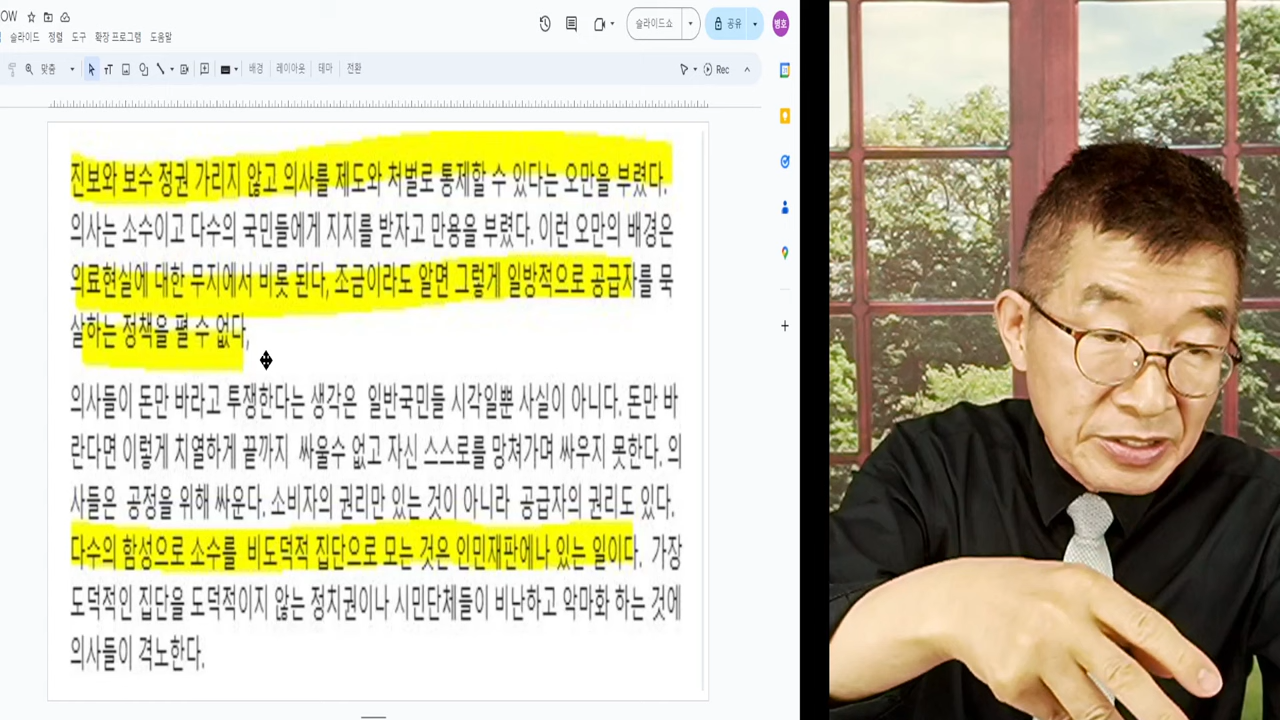 OW
슬라이드 정렬 도구 확장 프로그램 도움말
슬라이드쇼
공유
병호
맞춤
배경 레이아웃 테마 전환
Rec
진보와 보수 정권 가리지 않고 의사를 제도와 처벌로 통제할 수 있다는 오만을 부렸다.
의사는 소수이고 다수의 국민들에게 지지를 받자고 만용을 부렸다. 이런 오만의 배경은
의료현실에 대한 무지에서 비롯 된다, 조금이라도 알면 그렇게 일방적으로 공급자를 묵
살하는 정책을 펼 수 없다,
의사들이 돈만 바라고 투쟁한다는 생각은 일반국민들 시각일뿐 사실이 아니다. 돈만 바
란다면 이렇게 치열하게 끝까지 싸울수 없고 자신 스스로를 망쳐가며 싸우지 못한다. 의
사들은 공정을 위해 싸운다. 소비자의 권리만 있는 것이 아니라 공급자의 권리도 있다.
다수의 함성으로 소수를 비도덕적 집단으로 모는 것은 인민재판에나 있는 일이다. 가장
도덕적인 집단을 도덕적이지 않는 정치권이나 시민단체들이 비난하고 악마화 하는 것에
의사들이 격노한다.